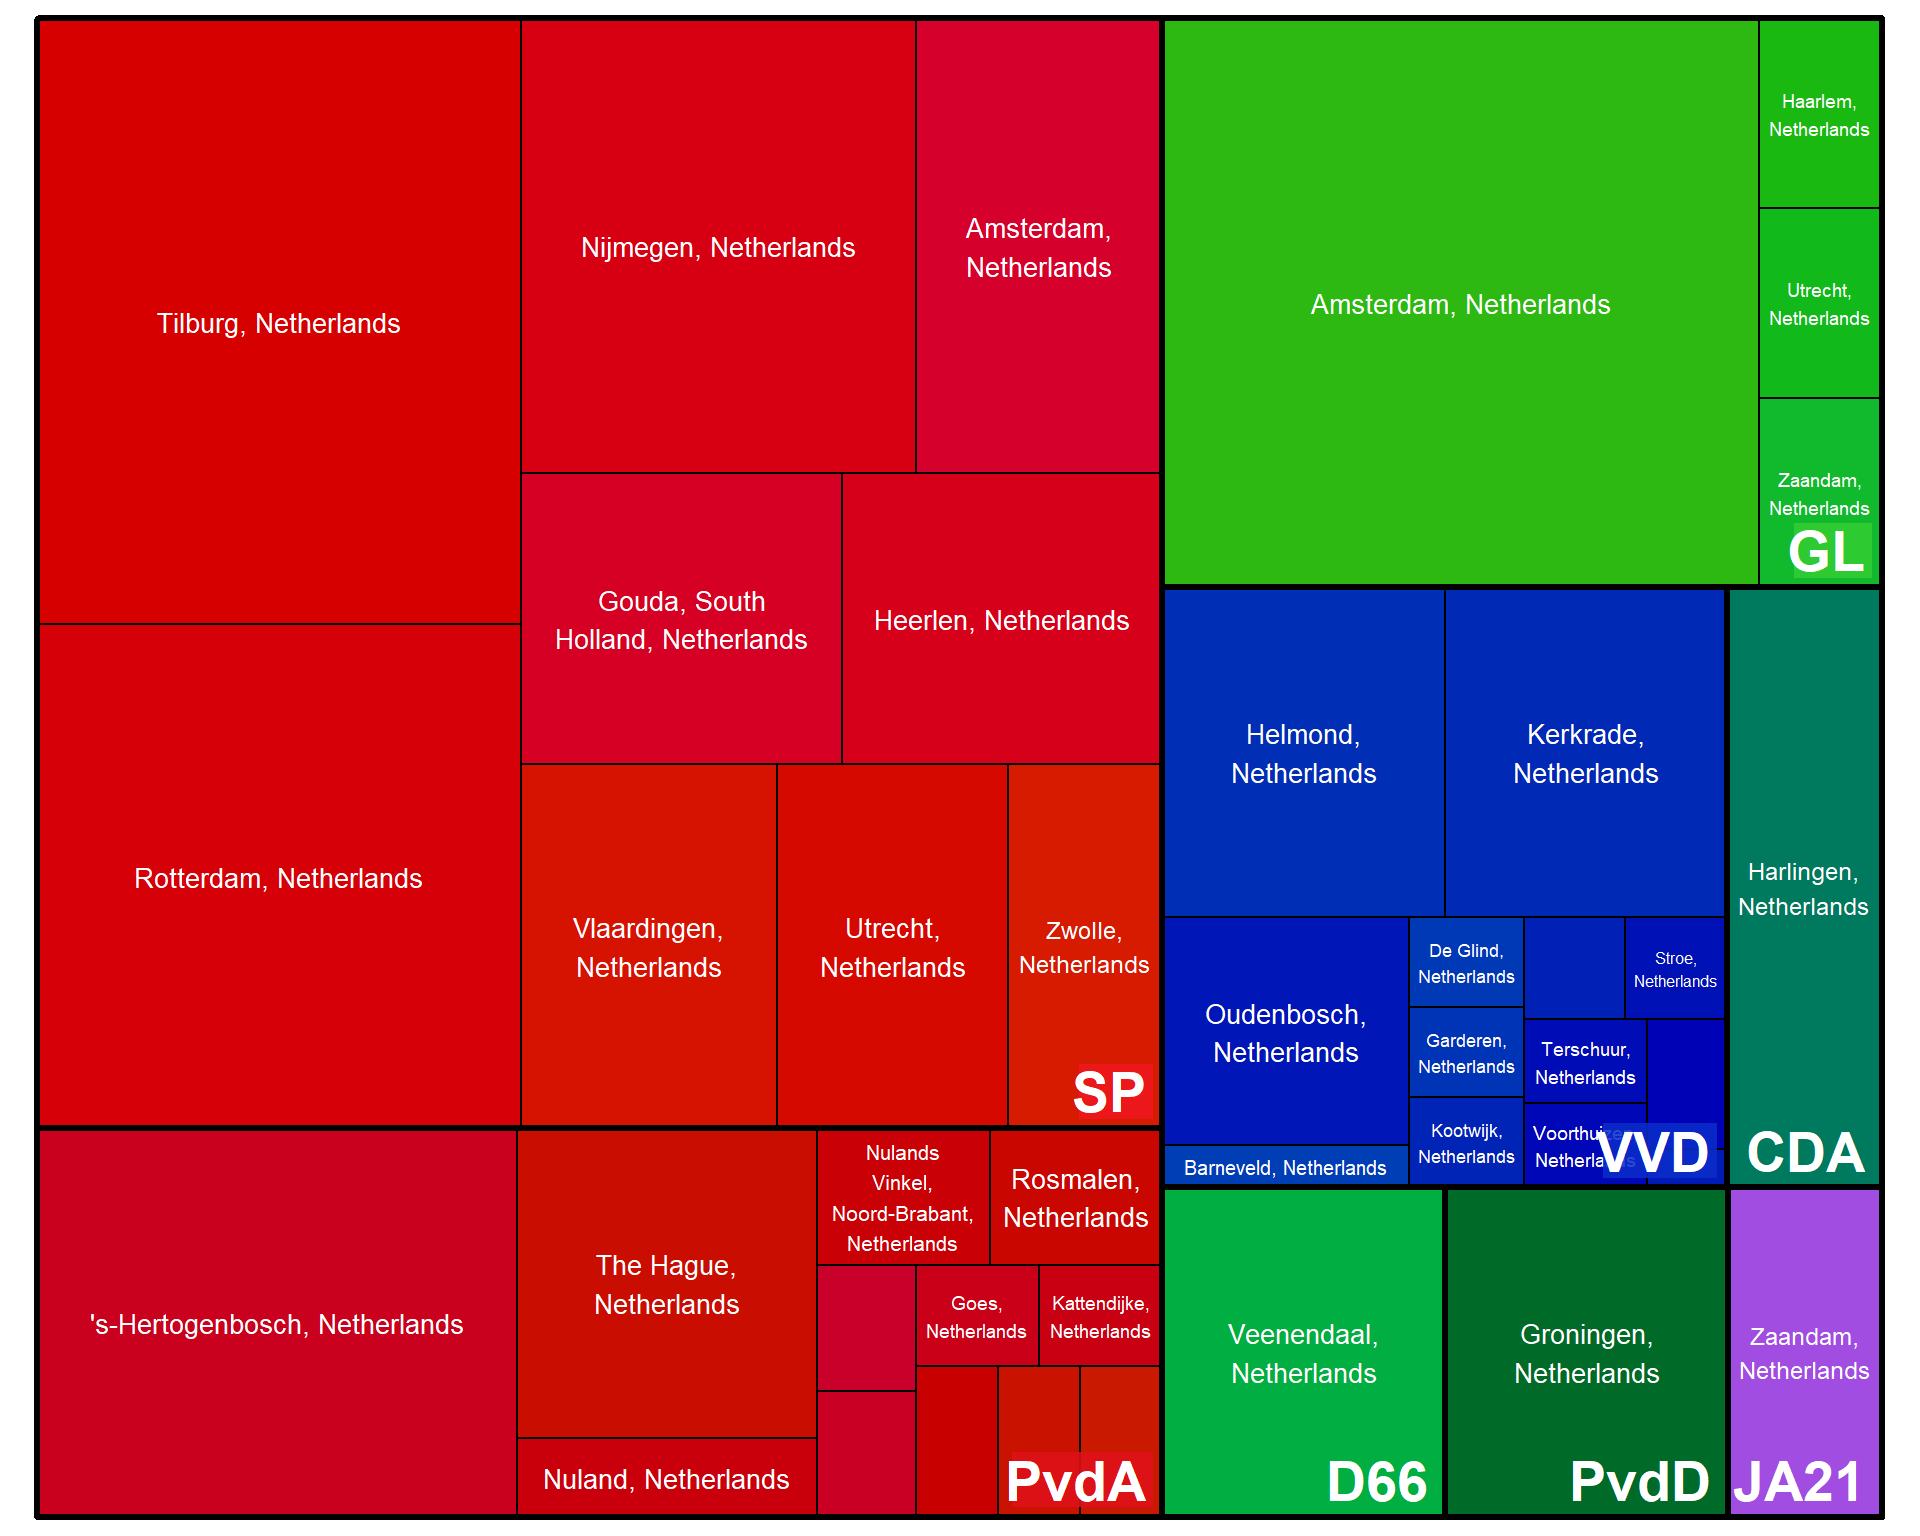 Tilburg, Netherlands
Rotterdam, Netherlands
Nijmegen, Netherlands
Amsterdam,
Netherlands
Gouda, South
Holland, Netherlands
Heerlen, Netherlands
Vlaardingen,
Netherlands
Utrecht,
Netherlands
Zwolle,
Netherlands
SP
's-Hertogenbosch, Netherlands
The Hague,
Netherlands
Nuland, Netherlands
Nulands
Vinkel,
Noord-Brabant,
Netherlands
Rosmalen,
Netherlands
Goes,
Netherlands
Kattendijke,
Netherlands
PvdA
Amsterdam, Netherlands
Haarlem,
Netherlands
Utrecht,
Netherlands
Zaandam,
Netherlands
GL
Helmond,
Netherlands
Kerkrade,
Netherlands
Oudenbosch,
Netherlands
Barneveld, Netherlands
De Glind,
Netherlands
Garderen,
Netherlands
Kootwijk,
Netherlands
Stroe,
Netherlands
Terschuur,
Netherlands
Voorthuizen,
Netherlands
VVD
Harlingen,
Netherlands
CDA
Veenendaal,
Netherlands
D66
Groningen,
Netherlands
PvdD
Zaandam,
Netherlands
JA21